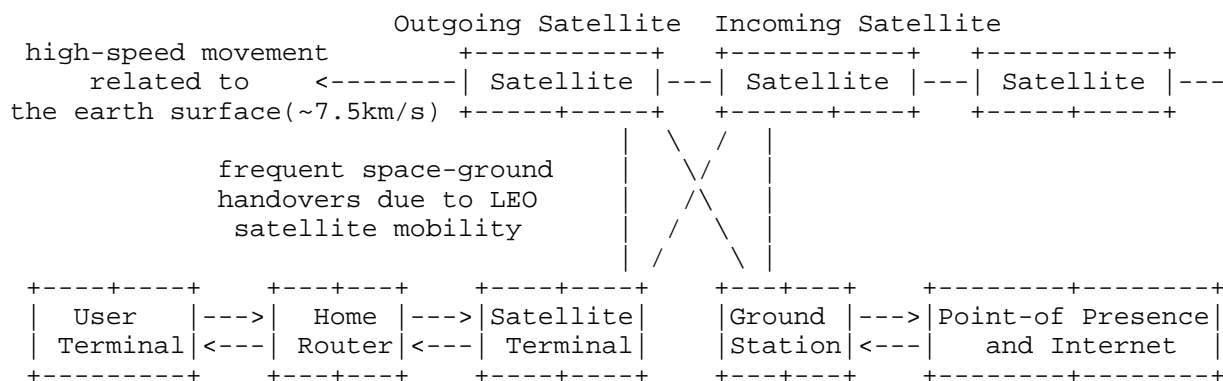 Outgoing Satellite Incoming Satellite
high-speed movement
related to <--------| Satellite |---| Satellite |---| Satellite |---
the earth surface(~7.5km/s)
frequent space-ground
handovers due to LEO
satellite mobility
User |--->| Home |--->|Satellite| |Ground |--->|Point-of Presence|
Terminal|<---| Router|<---| Terminal| |Station|<---| and Internet |